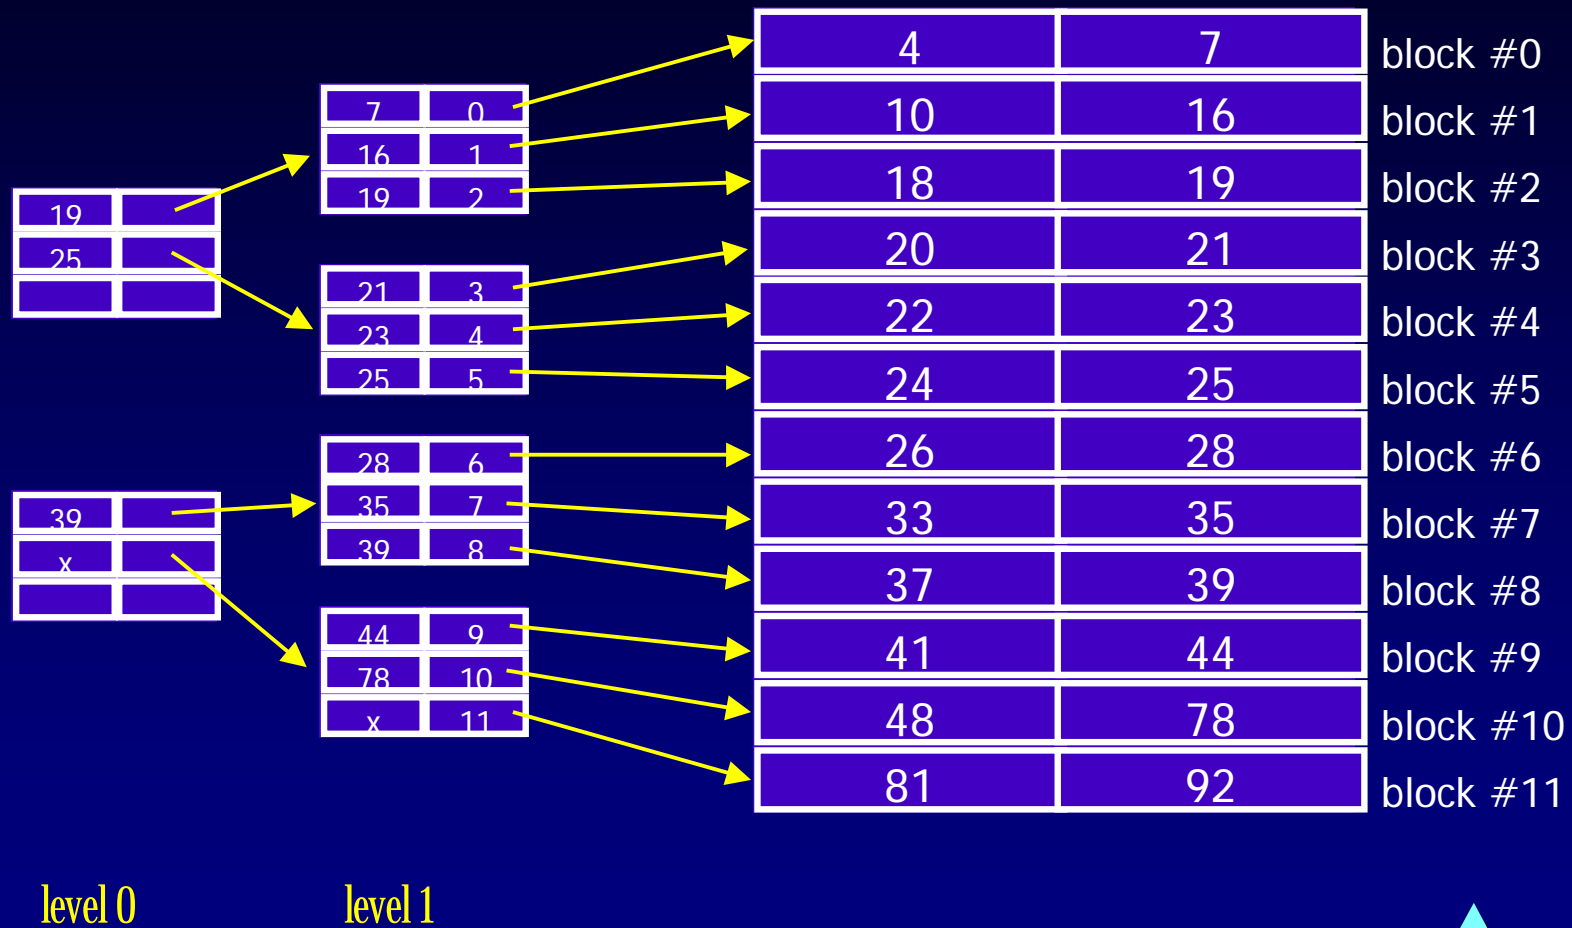 19
25
39
x
7 0
16 1
19 2
21 3
23 4
25 5
28 6
35 7
39 8
44 9
78 10
x 11
4 7 block #0
10 16 block #1
18 19 block #2
20 21 block #3
22 23 block #4
24 25 block #5
26 28 block #6
33 35 block #7
37 39 block #8
41 44 block #9
48 78 block #10
81 92 block #11
level 0 level 1